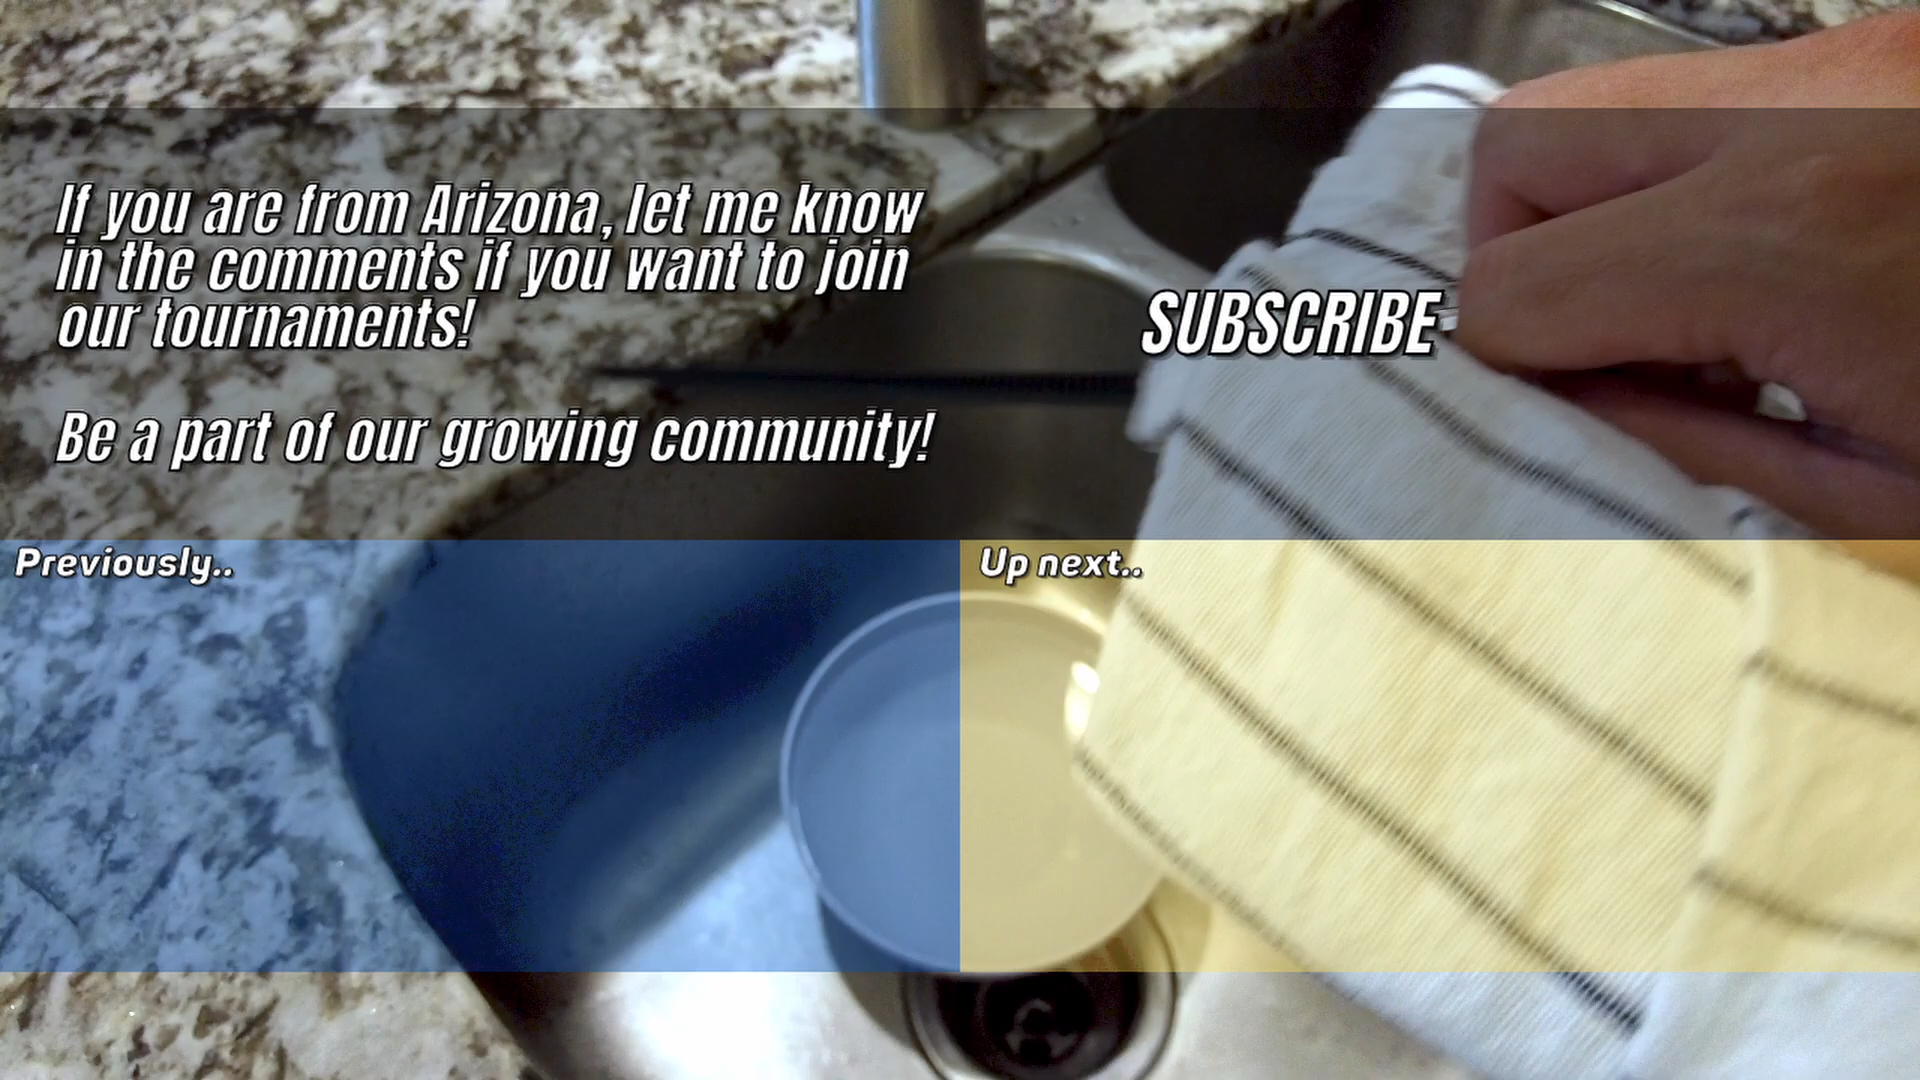 If you are from Arizona, let me know
in the comments if you want to join
our tournaments!
Be a part of our growing community!
SUBSCRIBE
Previously..
Up next..